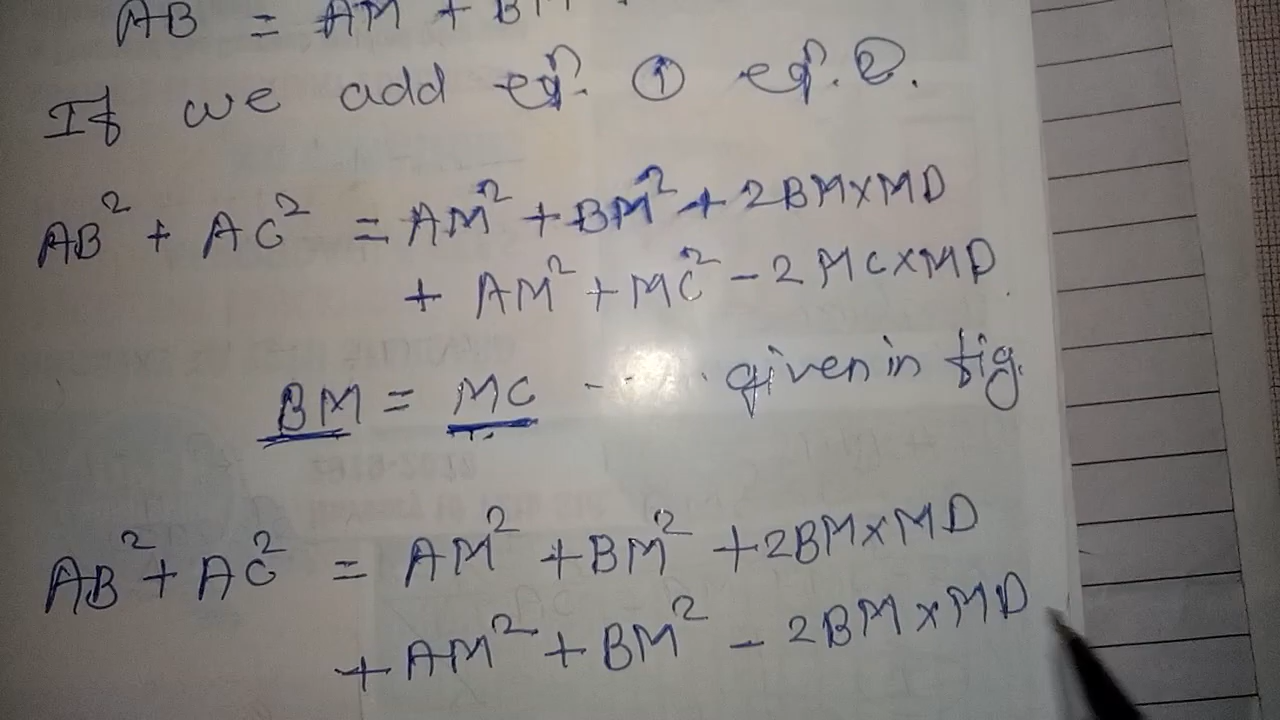 AB = AM + BM
If we add eqn. ① eq. ②.
AB² + AC² = AM² + BM² + 2BM×MD
+ AM² + MC² - 2MC×MD
BM = MC - - . . given in fig.
AB² + AC² = AM² + BM² + 2BM×MD
+ AM² + BM² - 2BM×MD